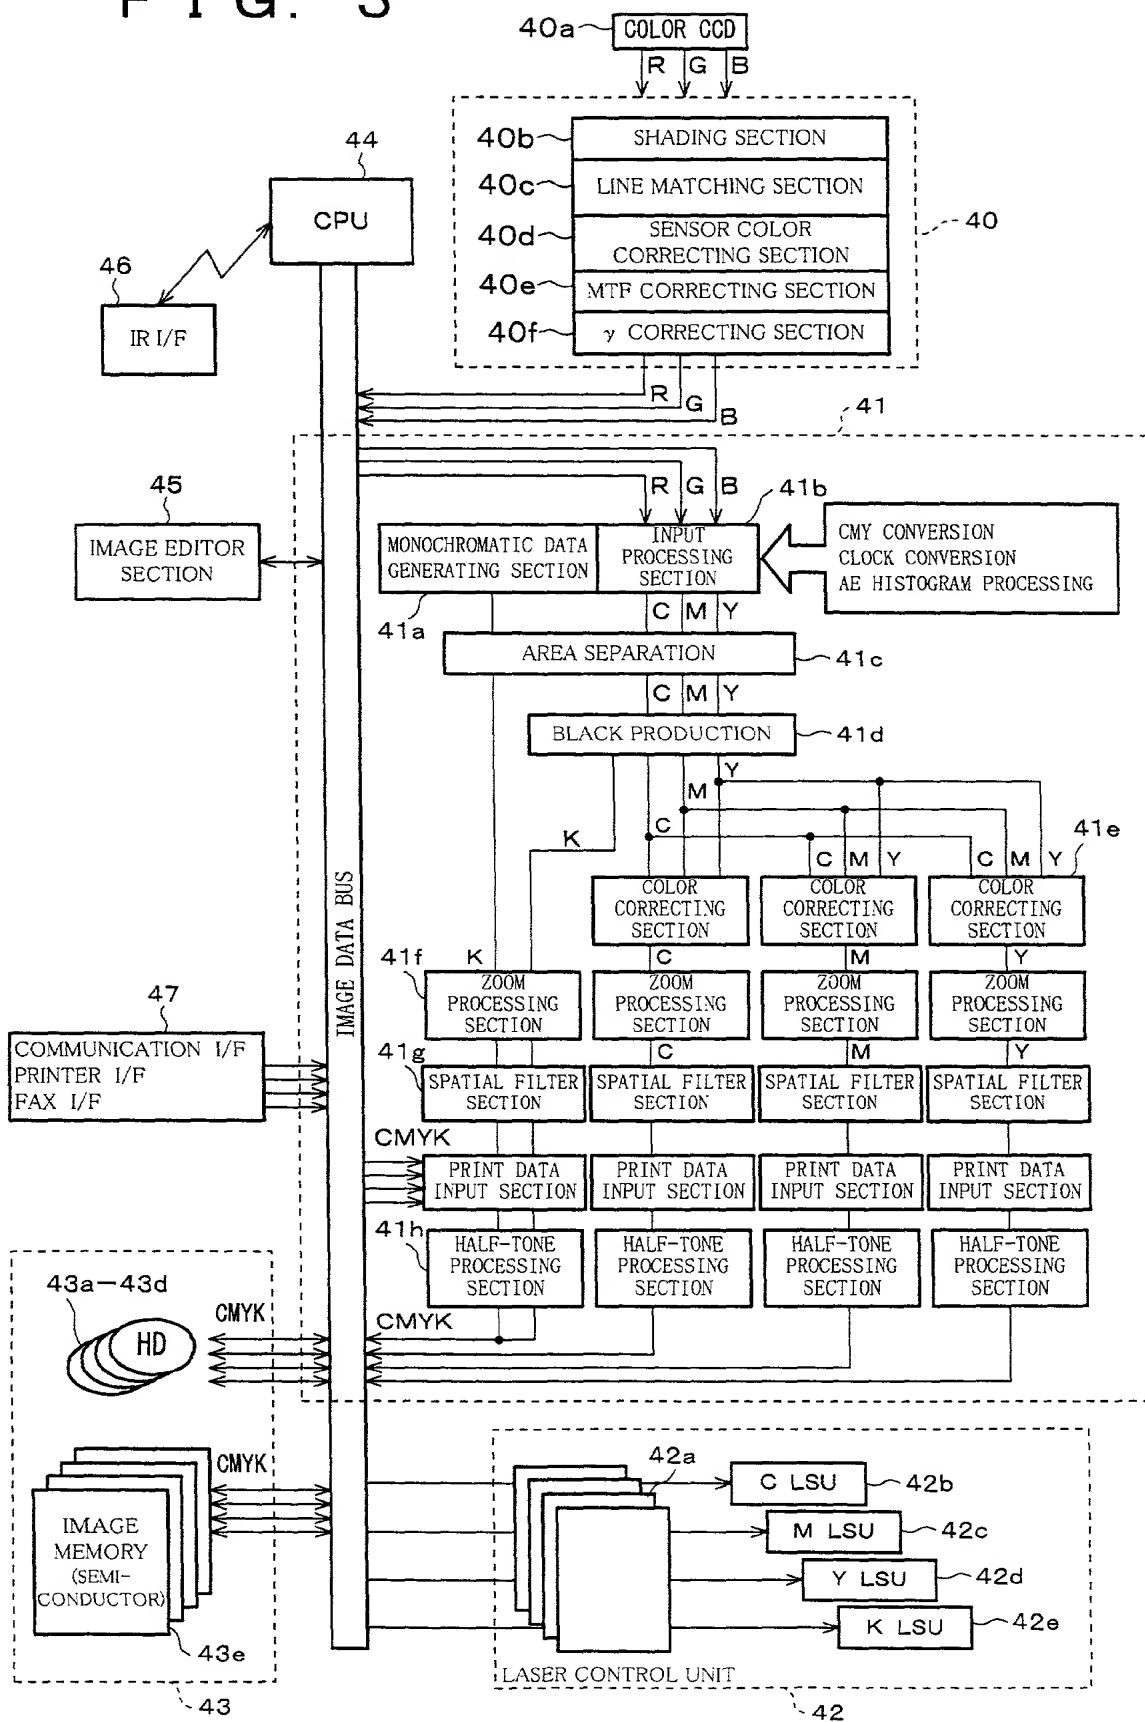 FIG. 3
40a
COLOR CCD
R G B
40b
SHADING SECTION
40c
LINE MATCHING SECTION
40d
SENSOR COLOR
CORRECTING SECTION
40e
MTF CORRECTING SECTION
40f
γ CORRECTING SECTION
40
44
CPU
46
IR I/F
R
G
B
41
45
IMAGE EDITOR
SECTION
R G B
41b
MONOCHROMATIC DATA
GENERATING SECTION
INPUT
PROCESSING
SECTION
CMY CONVERSION
CLOCK CONVERSION
AE HISTOGRAM PROCESSING
41a
C M Y
AREA SEPARATION
41c
C M Y
BLACK PRODUCTION
41d
Y
M
C
K
41e
C M Y
C M Y
COLOR
CORRECTING
SECTION
COLOR
CORRECTING
SECTION
COLOR
CORRECTING
SECTION
IMAGE DATA BUS
K
C
M
Y
41f
ZOOM
PROCESSING
SECTION
ZOOM
PROCESSING
SECTION
ZOOM
PROCESSING
SECTION
ZOOM
PROCESSING
SECTION
47
COMMUNICATION I/F
PRINTER I/F
FAX I/F
C
M
Y
41g
SPATIAL FILTER
SECTION
SPATIAL FILTER
SECTION
SPATIAL FILTER
SECTION
SPATIAL FILTER
SECTION
CMYK
PRINT DATA
INPUT SECTION
PRINT DATA
INPUT SECTION
PRINT DATA
INPUT SECTION
PRINT DATA
INPUT SECTION
41h
HALF-TONE
PROCESSING
SECTION
HALF-TONE
PROCESSING
SECTION
HALF-TONE
PROCESSING
SECTION
HALF-TONE
PROCESSING
SECTION
CMYK
43a-43d
HD
CMYK
CMYK
IMAGE
MEMORY
(SEMI-
CONDUCTOR)
43e
43
42a
C LSU
42b
M LSU
42c
Y LSU
42d
K LSU
42e
LASER CONTROL UNIT
42